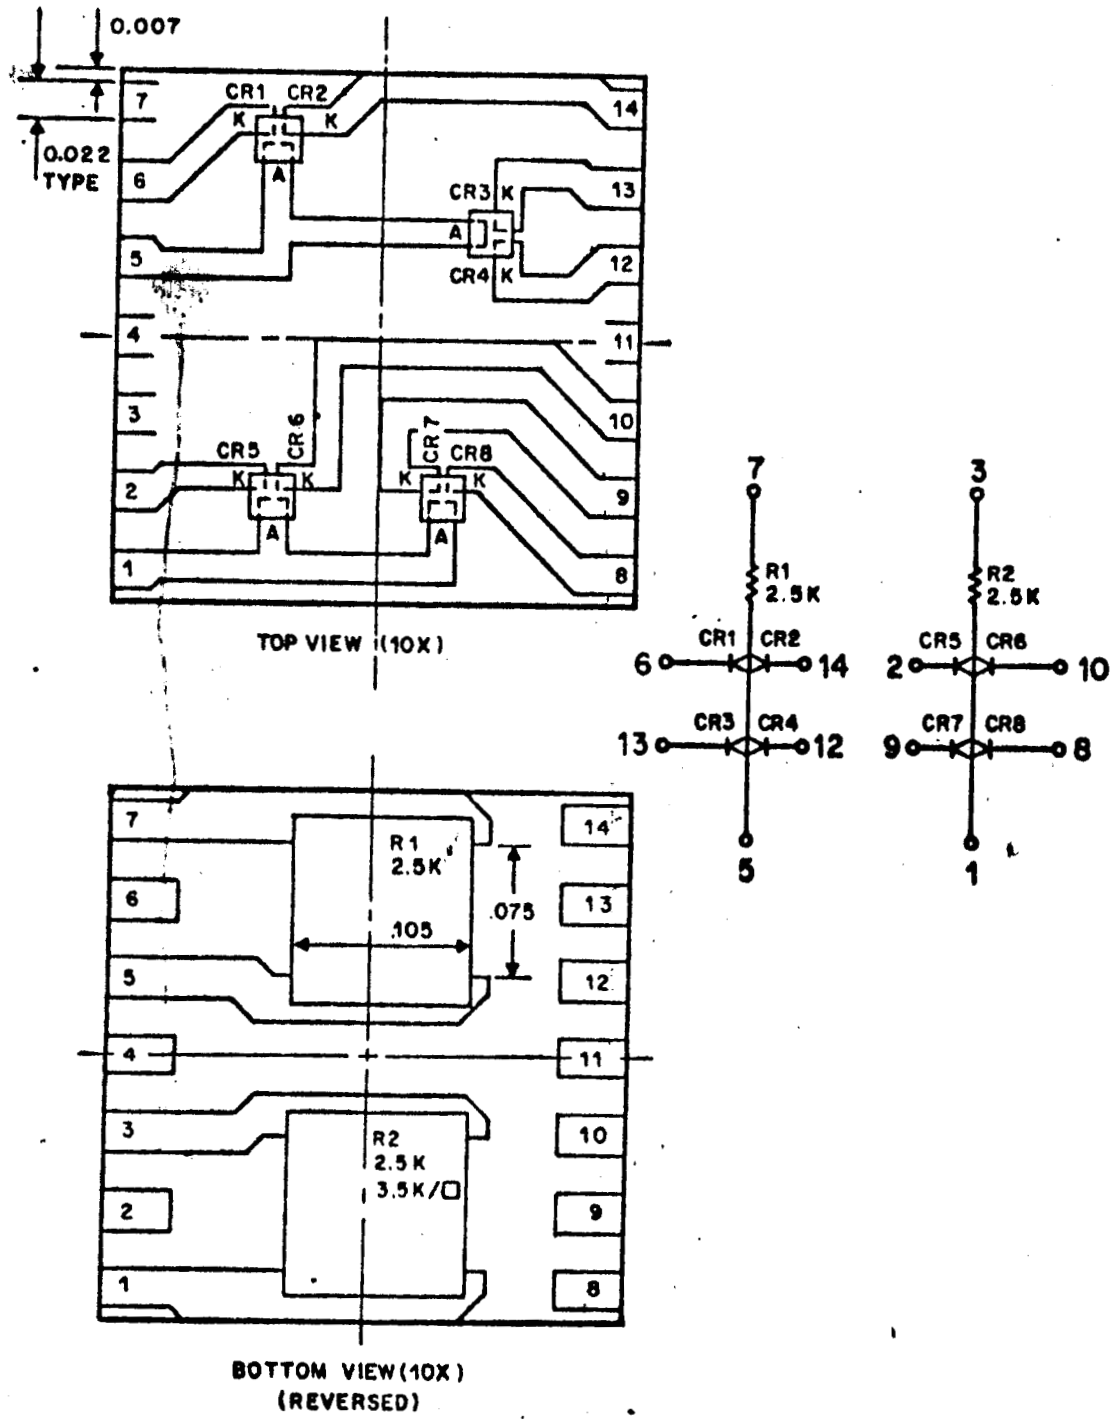 0.007
0.022
TYPE
CR1 CR2
7
K K
14
6
A
CR3 K
13
A
5
CR4 K
12
4
11
3
CR6
CR7
10
CR5
CR8
K K
K K
2
9
A
A
1
8
TOP VIEW (10X)
7
3
R1
2.5K
R2
2.5K
CR1 CR2
6
14
CR5 CR6
2
10
CR3 CR4
13
12
CR7 CR8
9
8
5
1
7
R1
2.5K
14
6
.105
.075
13
5
12
4
11
3
R2
2.5K
3.5K/□
10
2
9
1
8
BOTTOM VIEW (10X)
(REVERSED)